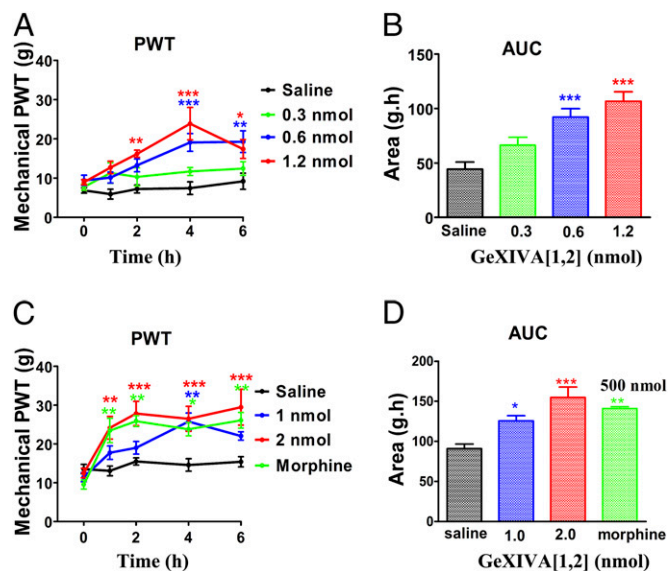 A
PWT
Mechanical PWT (g)
40
30
20
10
0
***
***
**
*
**
0 2 4 6
Time (h)
Saline
0.3 nmol
0.6 nmol
1.2 nmol
B
AUC
Area (g.h)
150
100
50
0
***
***
Saline 0.3 0.6 1.2
GeXIVA[1,2] (nmol)
C
PWT
Mechanical PWT (g)
40
30
20
10
0
** *** *** ***
** ** ** **
*
0 2 4 6
Time (h)
Saline
1 nmol
2 nmol
Morphine
D
AUC
Area (g.h)
200
150
100
50
0
500 nmol
* *** **
saline 1.0 2.0 morphine
GeXIVA[1,2] (nmol)